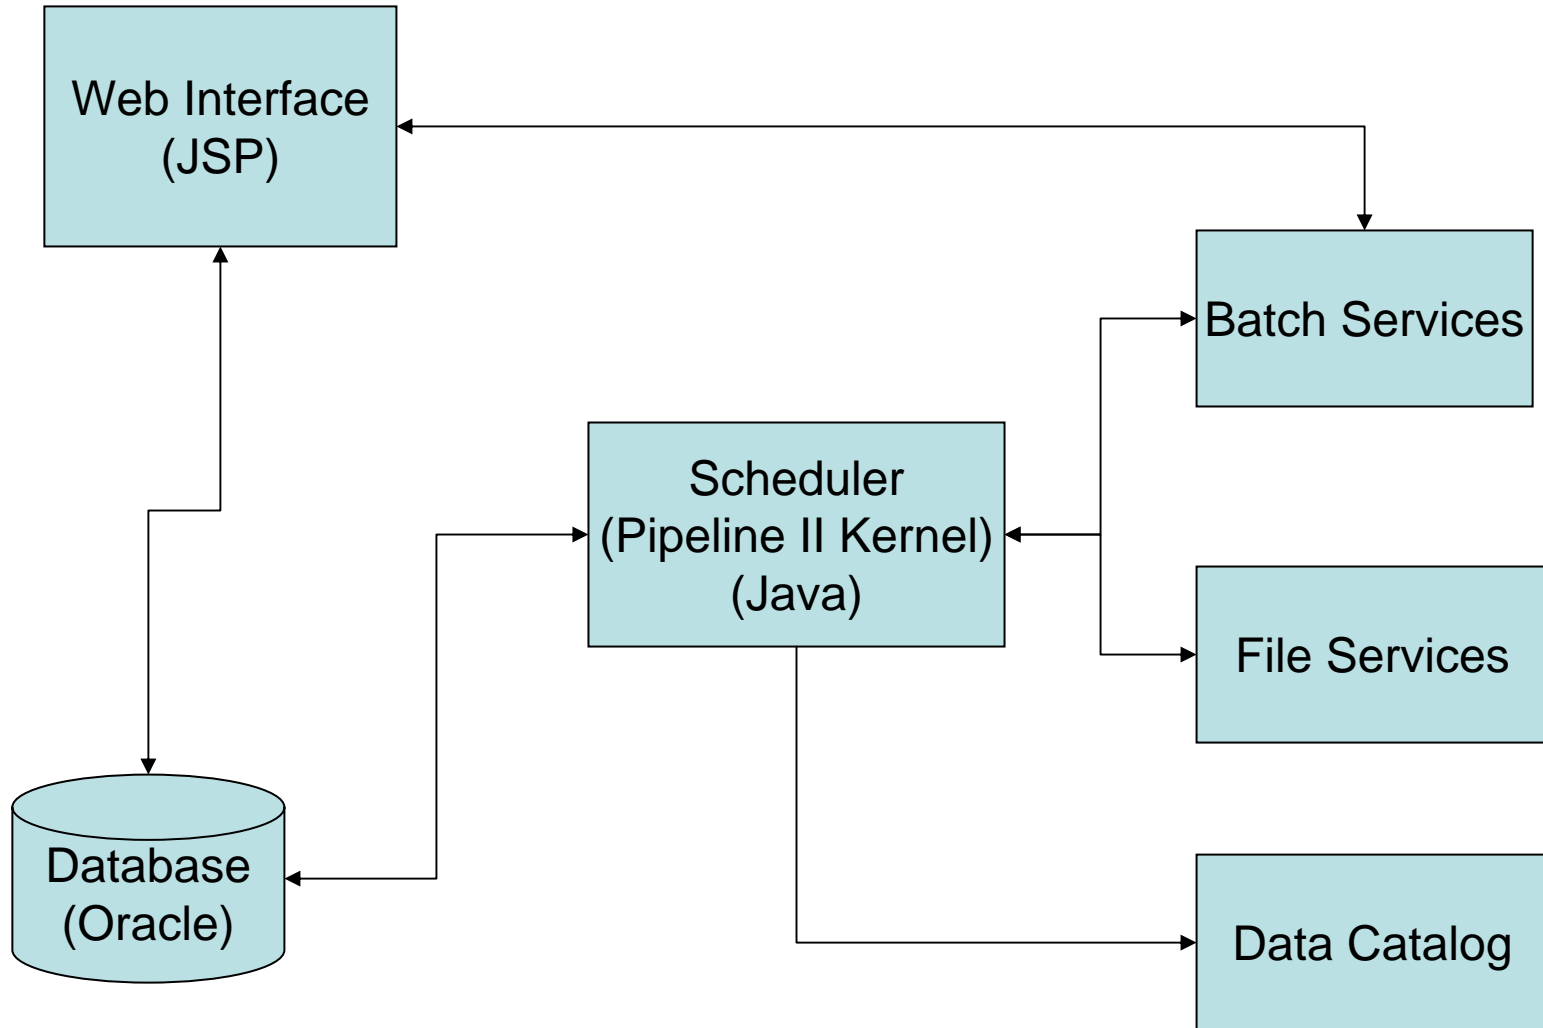 Web Interface
(JSP)
Batch Services
Scheduler
(Pipeline II Kernel)
(Java)
File Services
Database
(Oracle)
Data Catalog